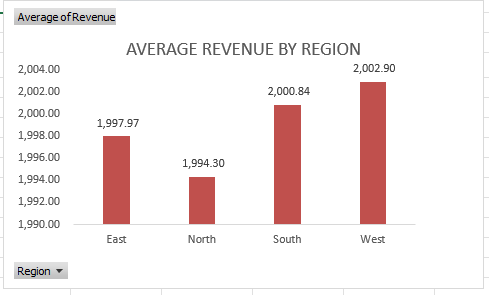 Average of Revenue
AVERAGE REVENUE BY REGION
2,004.00
2,002.00
2,000.00
1,998.00
1,996.00
1,994.00
1,992.00
1,990.00
1,997.97
1,994.30
2,000.84
2,002.90
East
North
South
West
Region